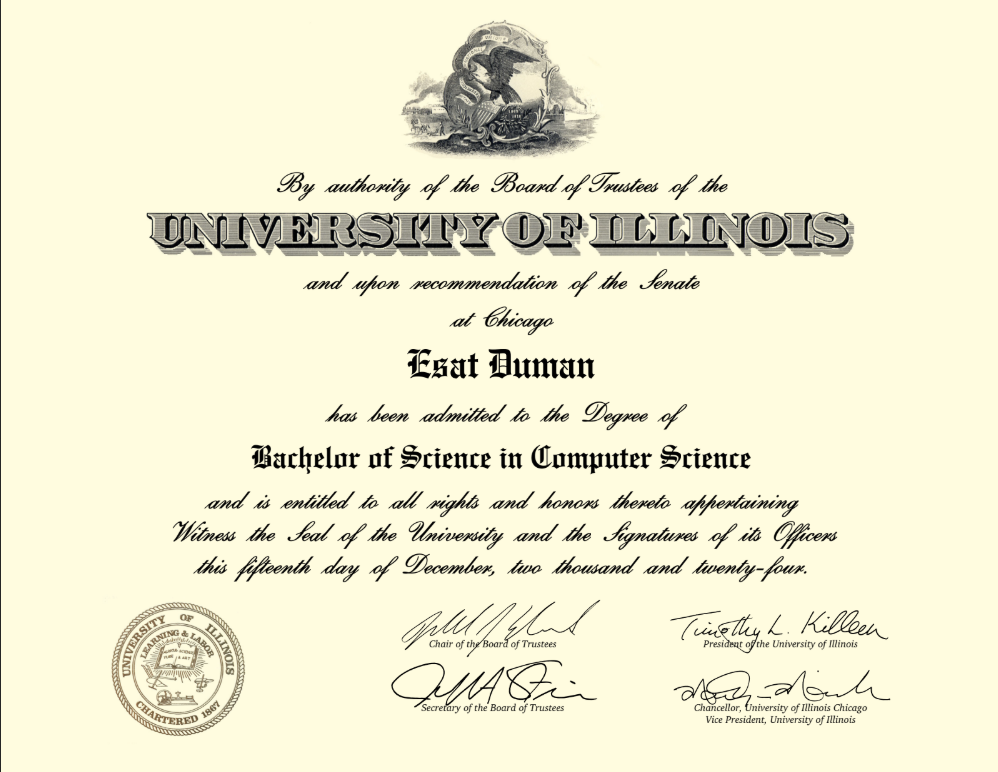 By authority of the Board of Trustees of the
UNIVERSITY OF ILLINOIS
and upon recommendation of the Senate
at Chicago
Esat Duman
has been admitted to the Degree of
Bachelor of Science in Computer Science
and is entitled to all rights and honors thereto appertaining
Witness the Seal of the University and the Signatures of its Officers
this fifteenth day of December, two thousand and twenty-four.
UNIVERSITY OF ILLINOIS
LEARNING & LABOR
CHARTERED 1867
Chair of the Board of Trustees
Timothy L. Killeen
President of the University of Illinois
Secretary of the Board of Trustees
Chancellor, University of Illinois Chicago
Vice President, University of Illinois